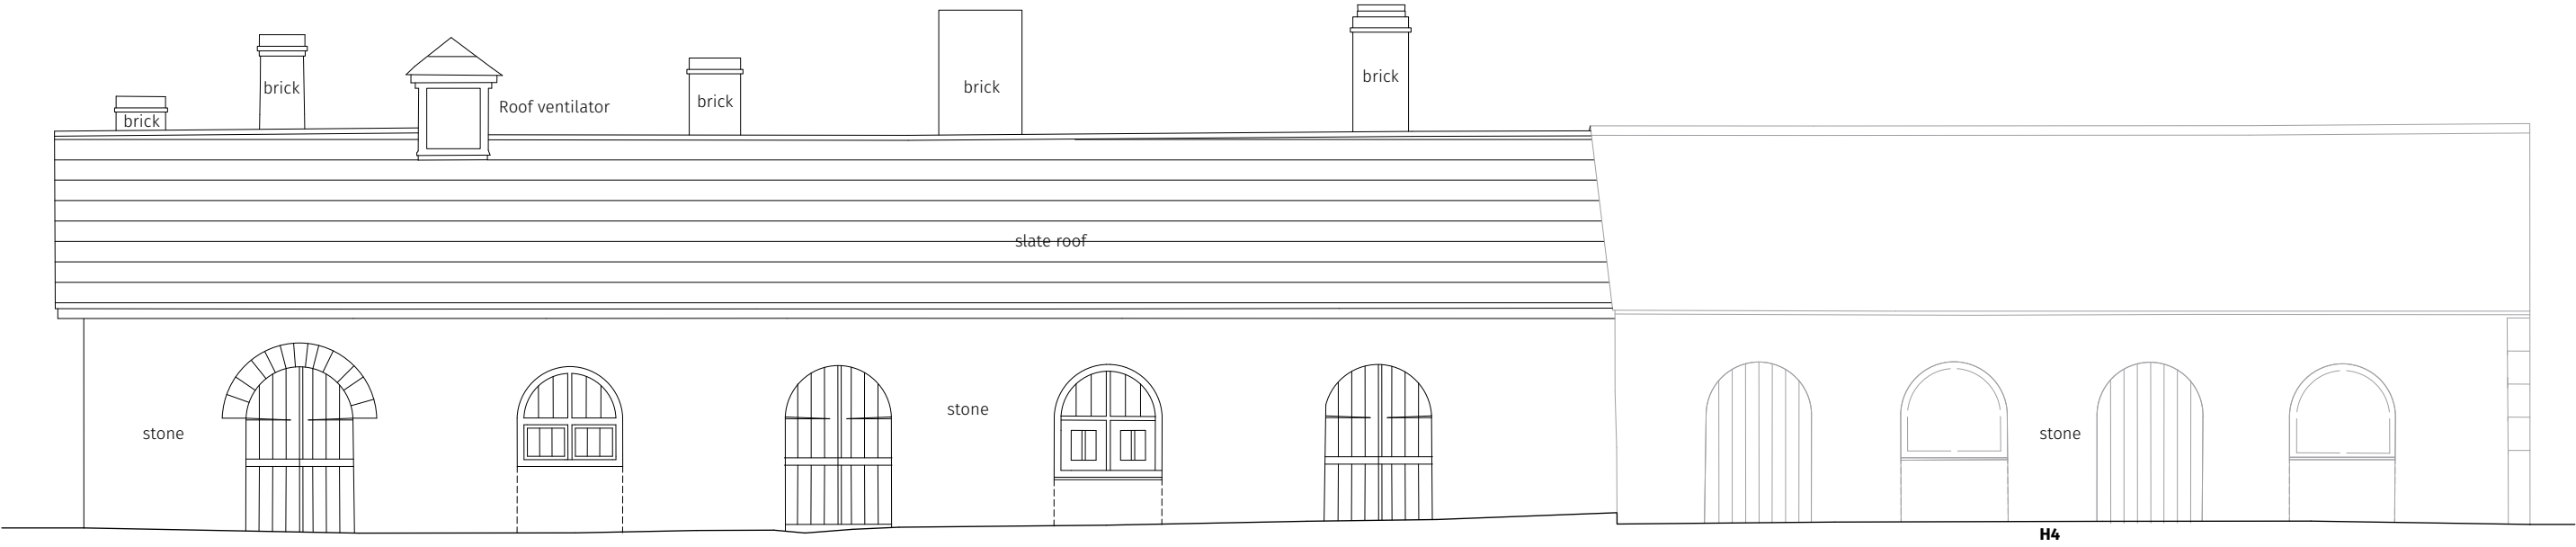 brick
brick
Roof ventilator
brick
brick
brick
slate roof
stone
stone
stone
H4